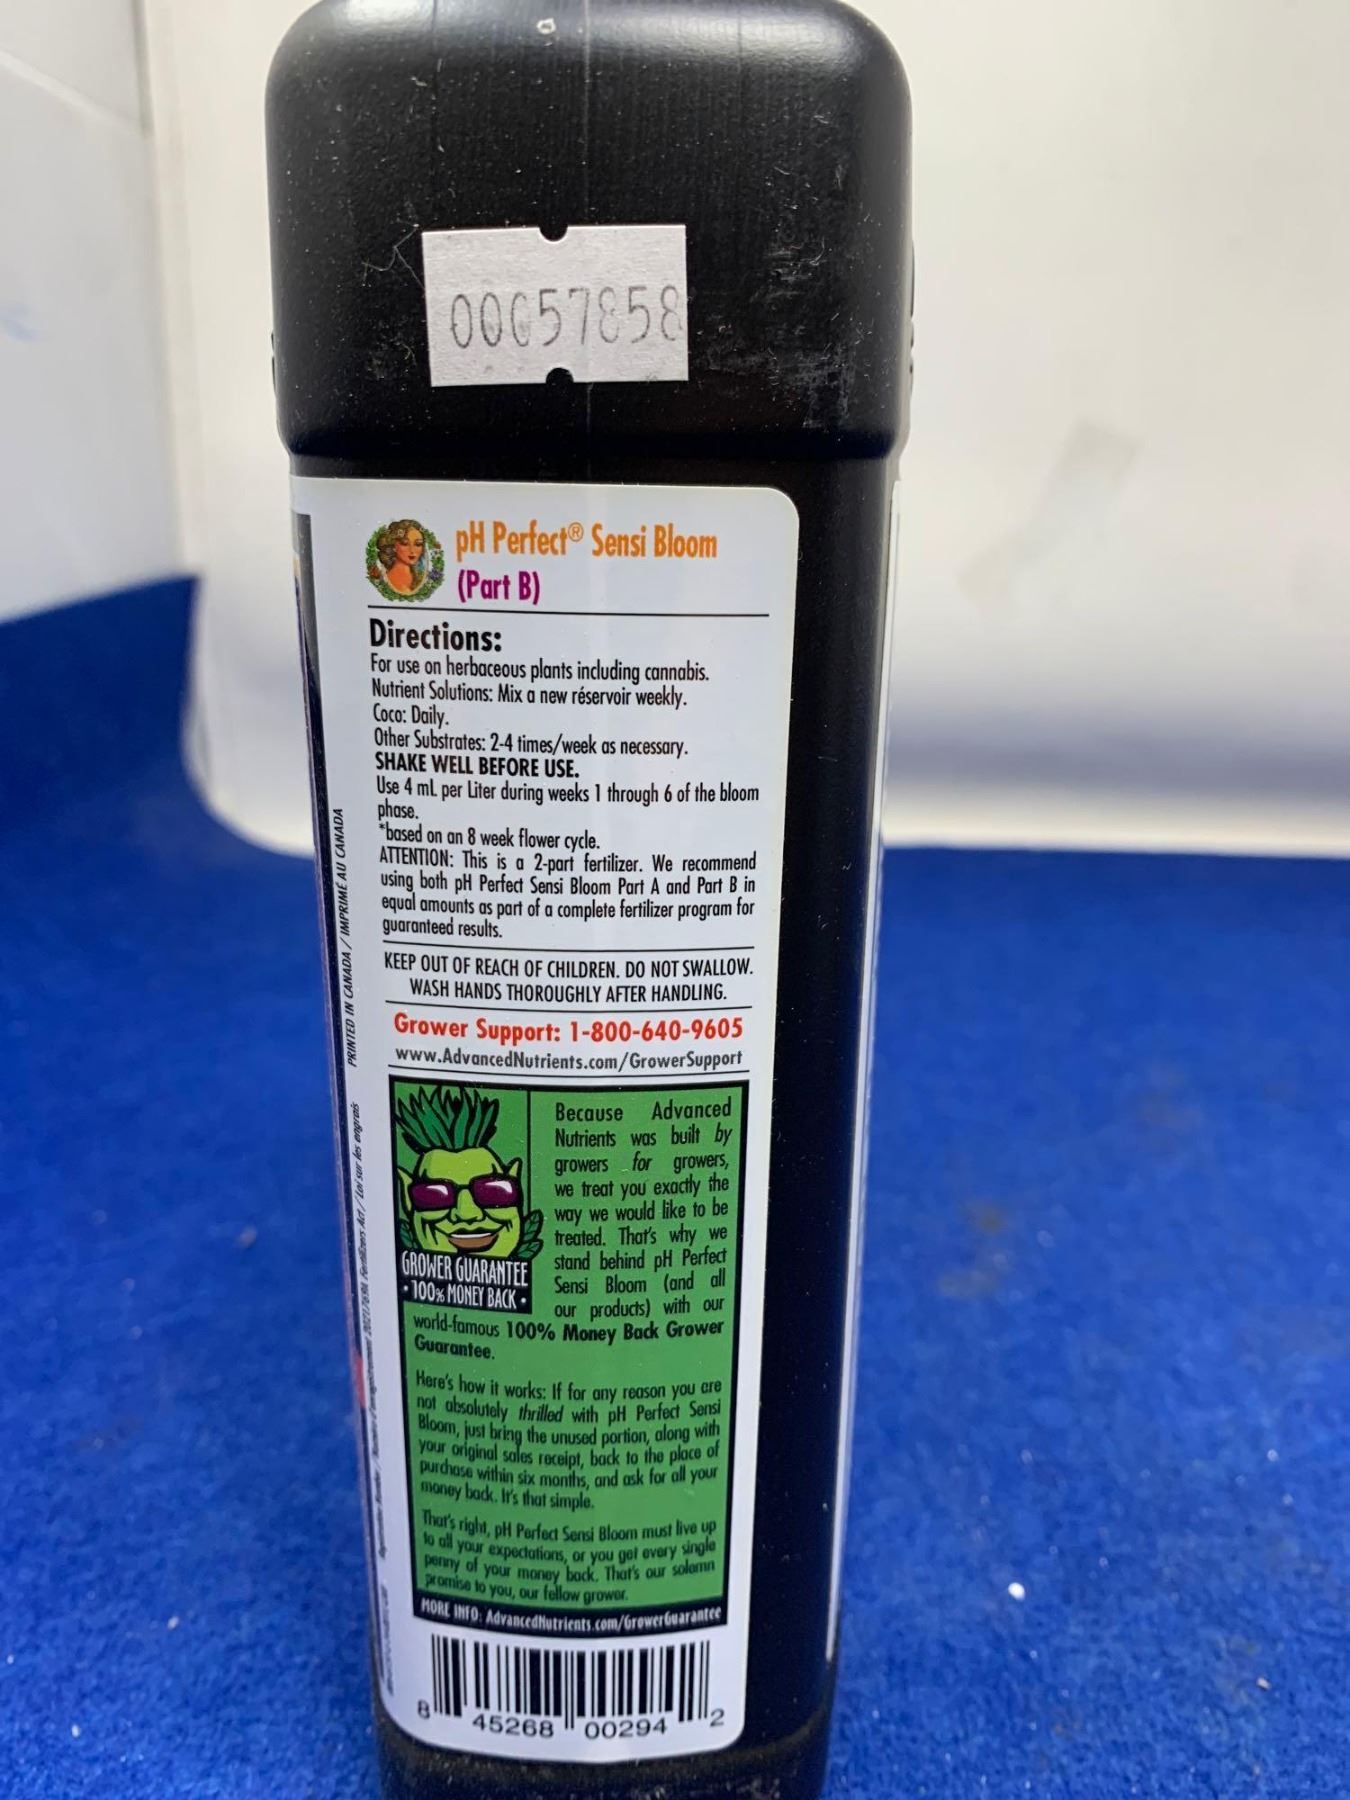 00057858
pH Perfect® Sensi Bloom
(Part B)
Directions:
For use on herbaceous plants including cannabis.
Nutrient Solutions: Mix a new réservoir weekly.
Coco: Daily.
Other Substrates: 2-4 times/week as necessary.
SHAKE WELL BEFORE USE.
Use 4 mL per Liter during weeks 1 through 6 of the bloom
phase.
*based on an 8 week flower cycle.
ATTENTION: This is a 2-part fertilizer. We recommend
using both pH Perfect Sensi Bloom Part A and Part B in
equal amounts as part of a complete fertilizer program for
guaranteed results.
KEEP OUT OF REACH OF CHILDREN. DO NOT SWALLOW.
WASH HANDS THOROUGHLY AFTER HANDLING.
Grower Support: 1-800-640-9605
www.AdvancedNutrients.com/GrowerSupport
GROWER GUARANTEE
• 100% MONEY BACK •
Because Advanced
Nutrients was built by
growers for growers,
we treat you exactly the
way we would like to be
treated. That's why we
stand behind pH Perfect
Sensi Bloom (and all
our products) with our
world-famous 100% Money Back Grower
Guarantee.
Here's how it works: If for any reason you are
not absolutely thrilled with pH Perfect Sensi
Bloom, just bring the unused portion, along with
your original sales receipt, back to the place of
purchase within six months, and ask for all your
money back. It's that simple.
That's right, pH Perfect Sensi Bloom must live up
to all your expectations, or you get every single
penny of your money back. That's our solemn
promise to you, our fellow grower.
MORE INFO: AdvancedNutrients.com/GrowerGuarantee
8 45268 00294 2
PRINTED IN CANADA / IMPRIMÉ AU CANADA
Fertilizers Act / Loi sur les engrais